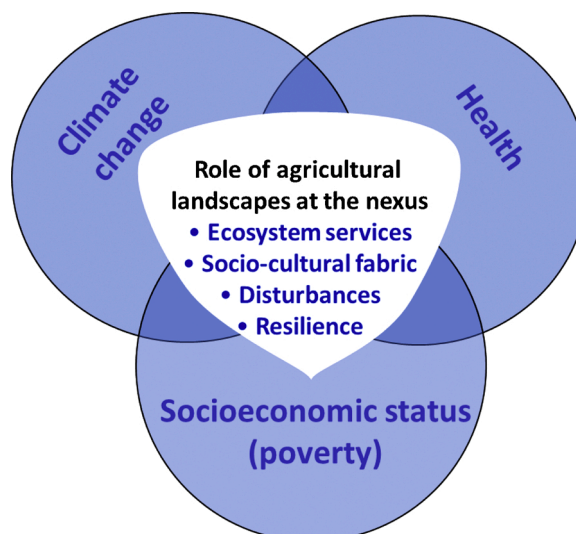 Climate
change
Health
Role of agricultural
landscapes at the nexus
• Ecosystem services
• Socio-cultural fabric
• Disturbances
• Resilience
Socioeconomic status
(poverty)